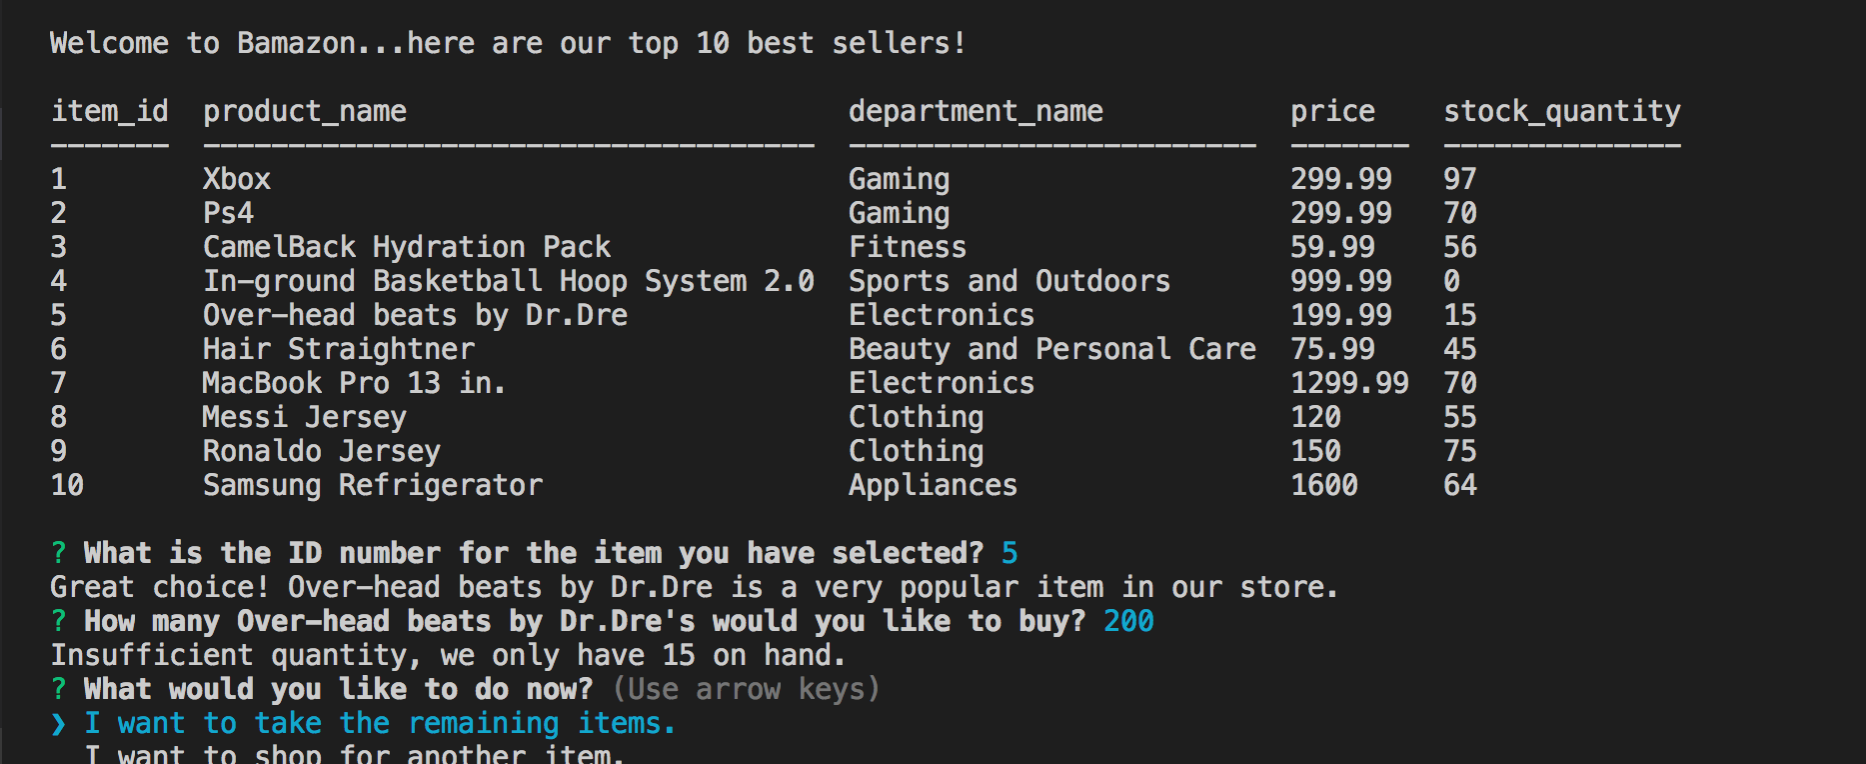 Welcome to Bamazon...here are our top 10 best sellers!
item_id  product_name                          department_name           price    stock_quantity
-------  ------------------------------------  ------------------------  -------  --------------
1        Xbox                                  Gaming                    299.99   97
2        Ps4                                   Gaming                    299.99   70
3        CamelBack Hydration Pack              Fitness                   59.99    56
4        In-ground Basketball Hoop System 2.0  Sports and Outdoors       999.99   0
5        Over-head beats by Dr.Dre             Electronics               199.99   15
6        Hair Straightner                      Beauty and Personal Care  75.99    45
7        MacBook Pro 13 in.                    Electronics               1299.99  70
8        Messi Jersey                          Clothing                  120      55
9        Ronaldo Jersey                        Clothing                  150      75
10       Samsung Refrigerator                  Appliances                1600     64
? What is the ID number for the item you have selected? 5
Great choice! Over-head beats by Dr.Dre is a very popular item in our store.
? How many Over-head beats by Dr.Dre's would you like to buy? 200
Insufficient quantity, we only have 15 on hand.
? What would you like to do now? (Use arrow keys)
❯ I want to take the remaining items.
  I want to shop for another item.